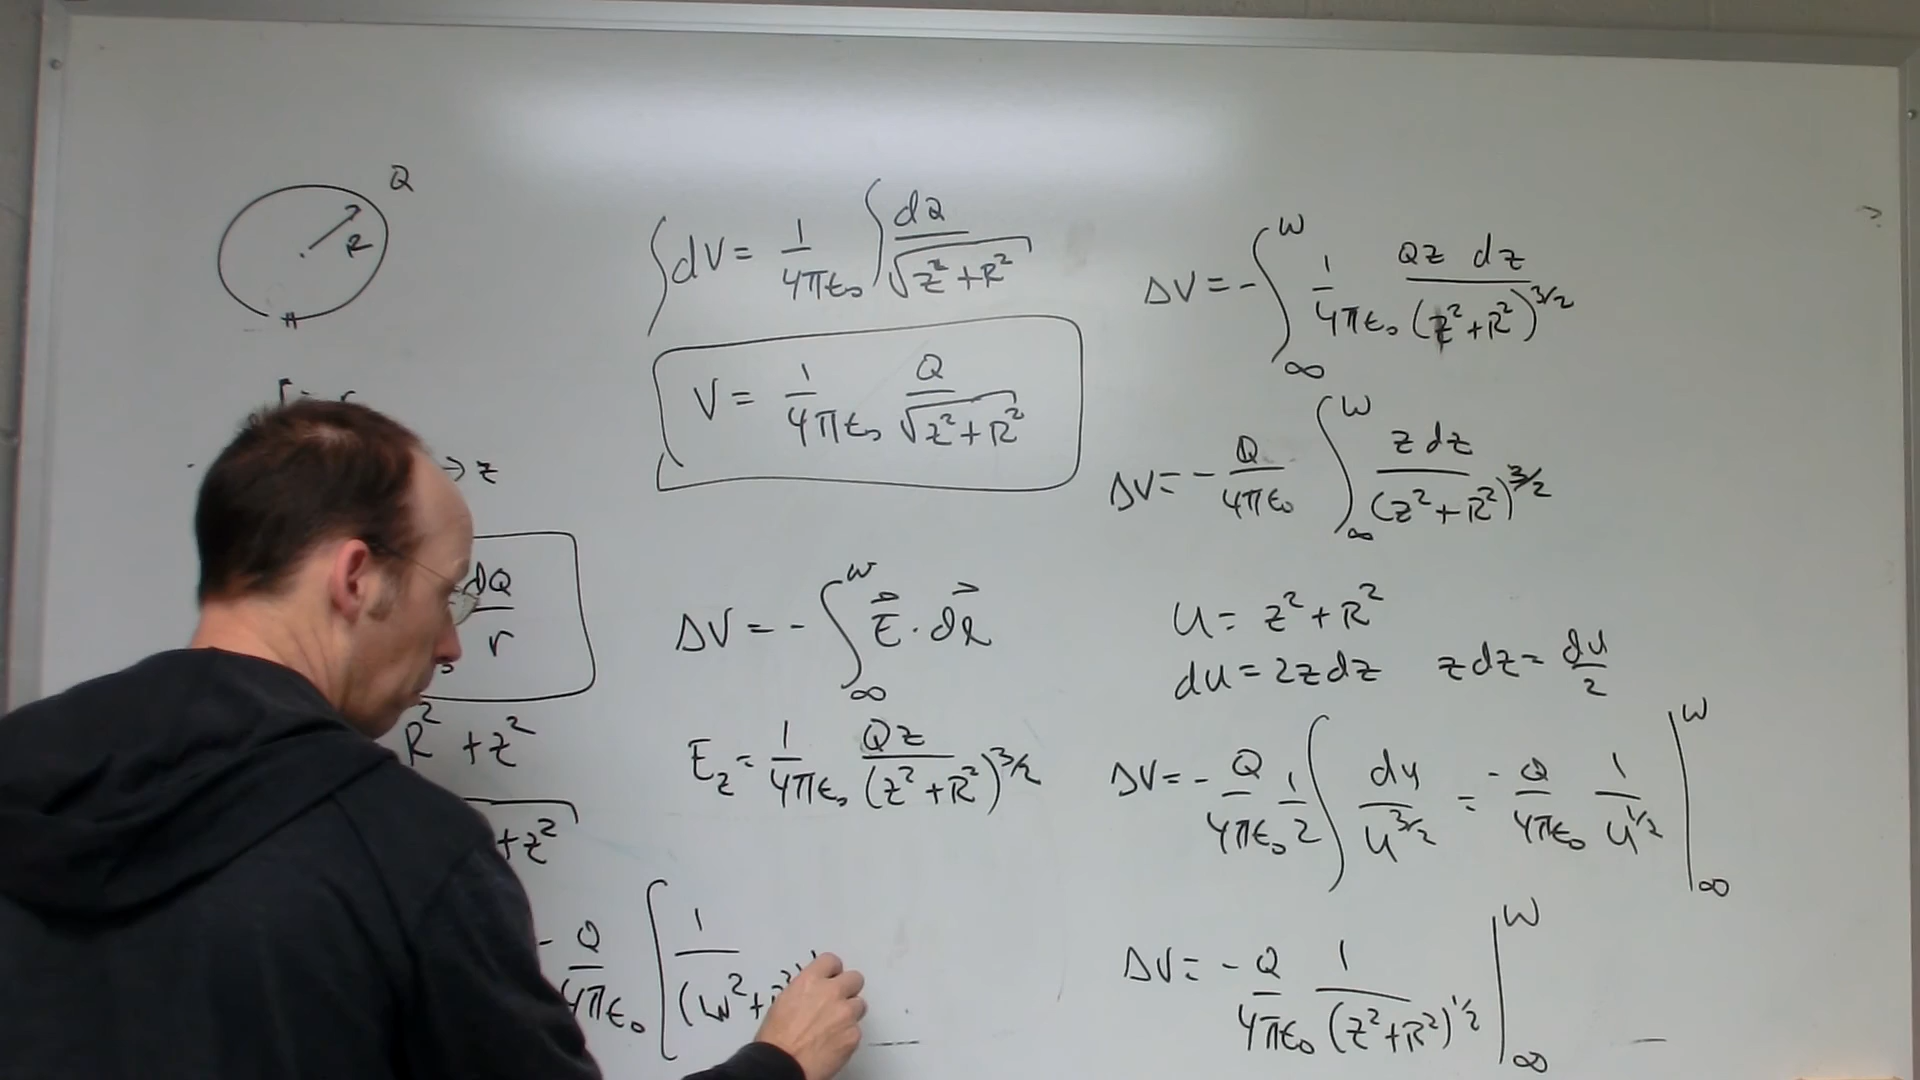 Q
R
→ z
dQ
r
R² + z²
+ z²
∫dV = 1/4πε₀ ∫ dQ/√(z² + R²)
V = 1/4πε₀ Q/√(z² + R²)
ΔV = - ∫_∞^w E⃗ · dl⃗
E_z = 1/4πε₀ Qz/(z² + R²)^3/2
- Q/4πε₀ [ 1/(w² +
ΔV = - ∫_∞^w 1/4πε₀ Qz dz/(z² + R²)^3/2
ΔV = - Q/4πε₀ ∫_∞^w z dz/(z² + R²)^3/2
u = z² + R²
du = 2zdz zdz = du/2
ΔV = - Q/4πε₀ 1/2 ∫ du/u^3/2 = - Q/4πε₀ 1/u^1/2 |_∞^w
ΔV = - Q/4πε₀ 1/(z² + R²)^1/2 |_∞^w